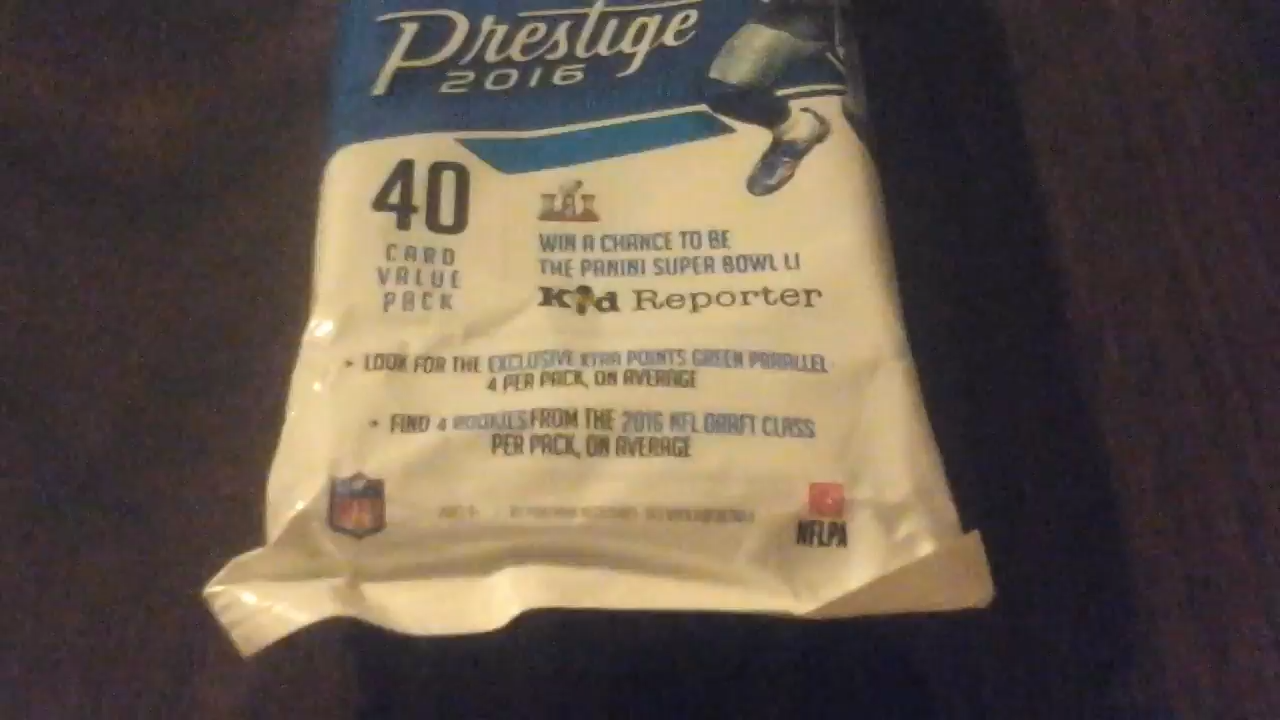 Prestige
2016
40
CARD
VALUE
PACK
LI
WIN A CHANCE TO BE
THE PANINI SUPER BOWL LI
Kid Reporter
• LOOK FOR THE EXCLUSIVE XTRA POINTS GREEN PARALLEL
4 PER PACK, ON AVERAGE
• FIND 4 ROOKIES FROM THE 2016 NFL DRAFT CLASS
PER PACK, ON AVERAGE
NFL
NFLPA